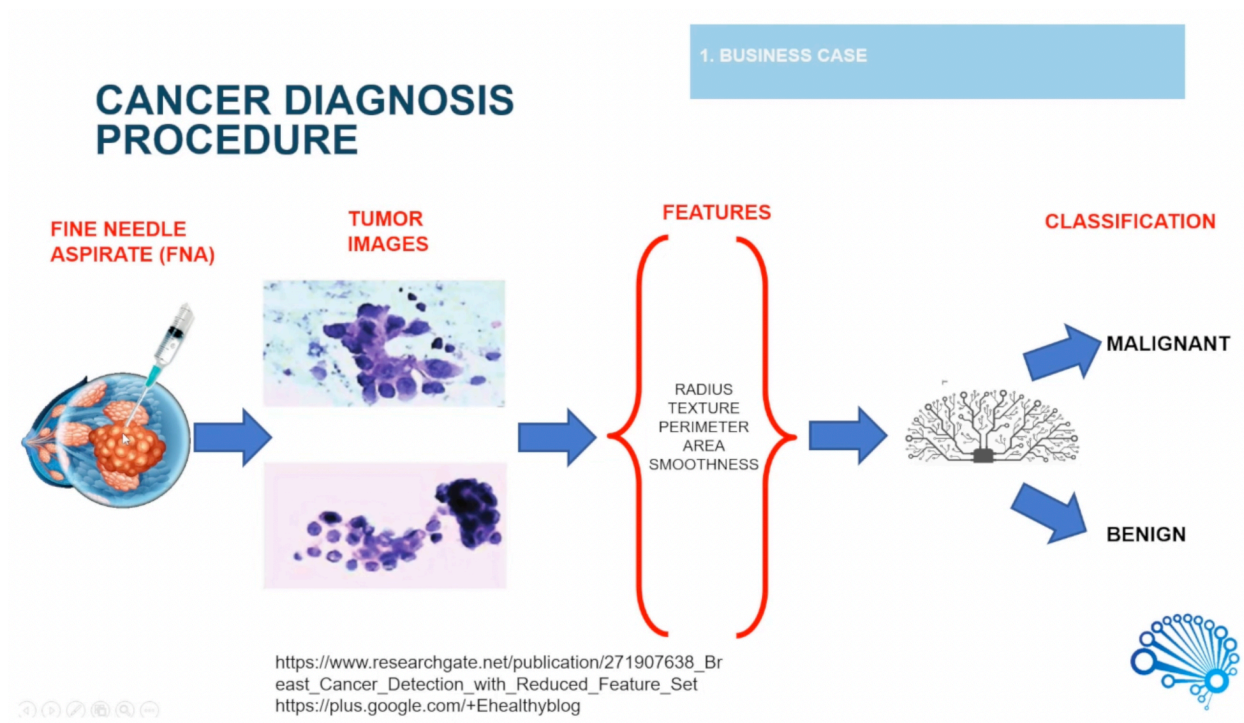 1. BUSINESS CASE
CANCER DIAGNOSIS
PROCEDURE
FINE NEEDLE
ASPIRATE (FNA)
TUMOR
IMAGES
FEATURES
CLASSIFICATION
RADIUS
TEXTURE
PERIMETER
AREA
SMOOTHNESS
MALIGNANT
BENIGN
https://www.researchgate.net/publication/271907638_Br
east_Cancer_Detection_with_Reduced_Feature_Set
https://plus.google.com/+Ehealthyblog